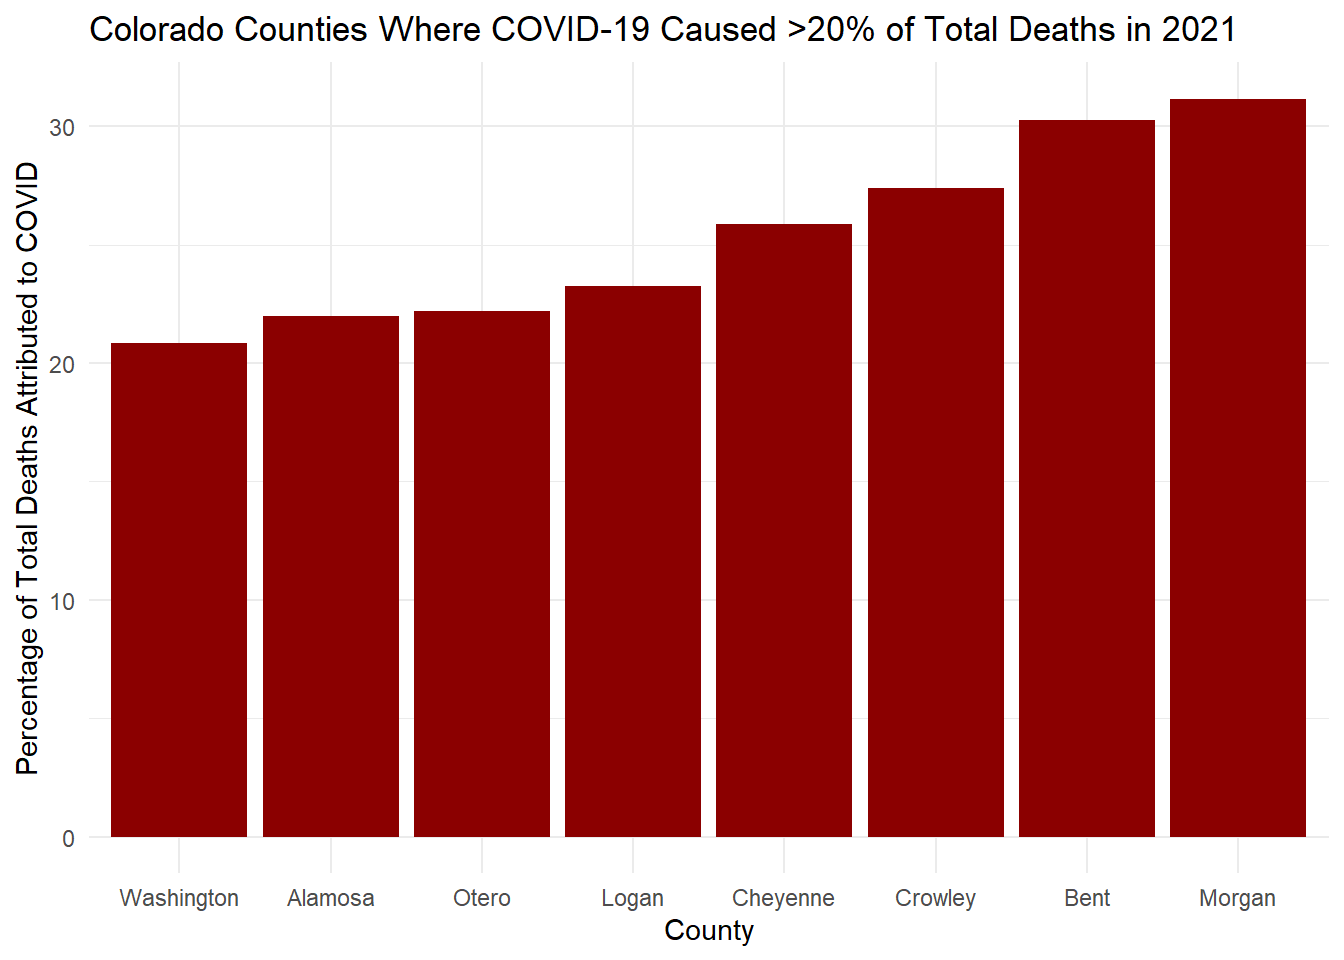 Colorado Counties Where COVID-19 Caused >20% of Total Deaths in 2021
Percentage of Total Deaths Attributed to COVID
30
20
10
0
Washington Alamosa Otero Logan Cheyenne Crowley Bent Morgan
County